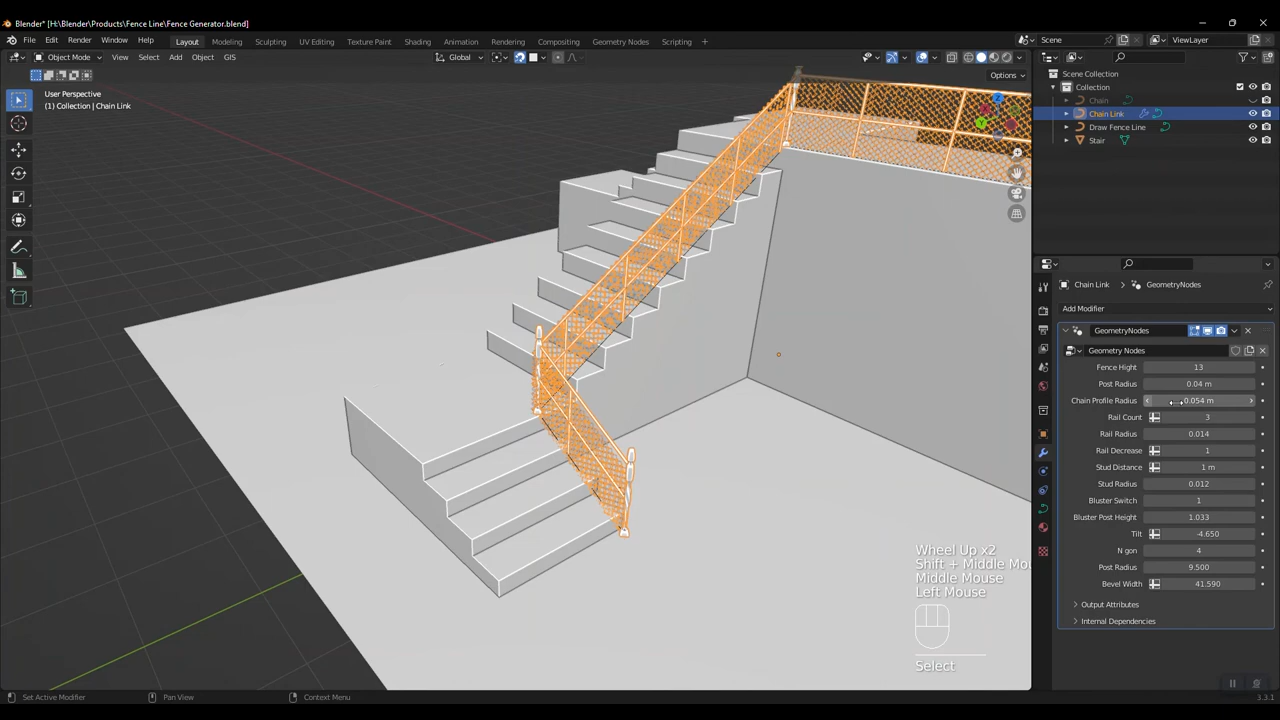 Blender* [H:\Blender\Products\Fence Line\Fence Generator.blend]
File Edit Render Window Help Layout Modeling Sculpting UV Editing Texture Paint Shading Animation Rendering Compositing Geometry Nodes Scripting + Scene ViewLayer
Object Mode View Select Add Object GIS Global
Options
User Perspective
(1) Collection | Chain Link
Scene Collection
Collection
Chain
Chain Link
Draw Fence Line
Stair
Chain Link > GeometryNodes
Add Modifier
GeometryNodes
Geometry Nodes
Fence Hight 13
Post Radius 0.04 m
Chain Profile Radius 0.054 m
Rail Count 3
Rail Radius 0.014
Rail Decrease 1
Stud Distance 1 m
Stud Radius 0.012
Bluster Switch 1
Bluster Post Height 1.033
Tilt -4.650
N gon 4
Post Radius 9.500
Bevel Width 41.590
Output Attributes
Internal Dependencies
Wheel Up x2
Shift + Middle Mou
Middle Mouse
Left Mouse
Select
Set Active Modifier Pan View Context Menu 3.3.1